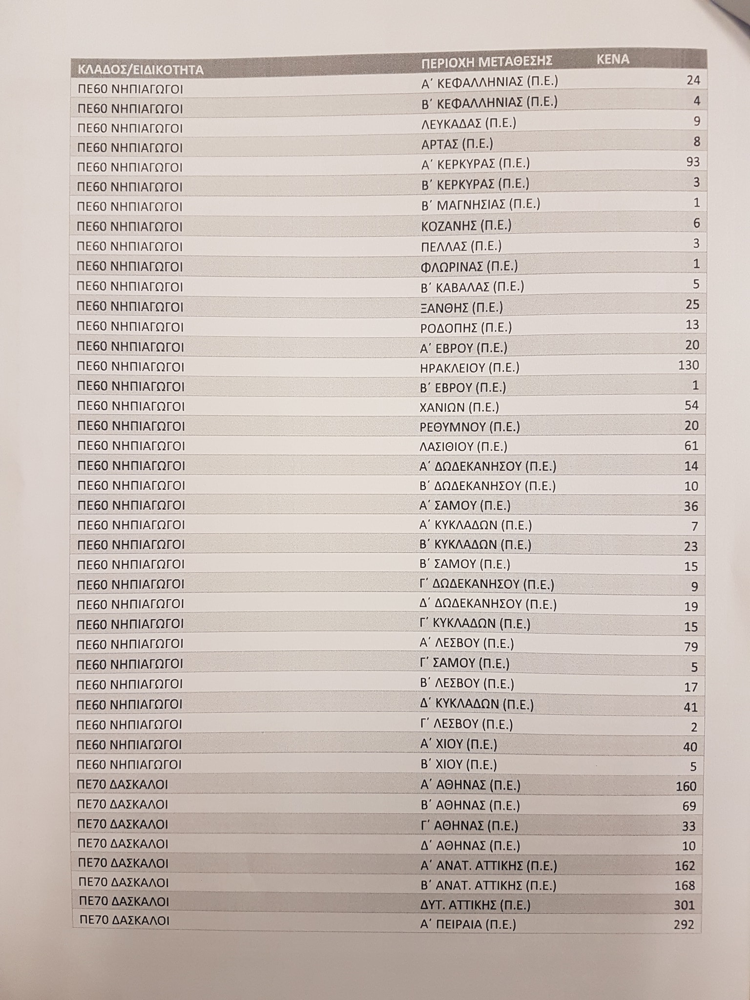 ΚΛΑΔΟΣ/ΕΙΔΙΚΟΤΗΤΑ ΠΕΡΙΟΧΗ ΜΕΤΑΘΕΣΗΣ ΚΕΝΑ
ΠΕ60 ΝΗΠΙΑΓΩΓΟΙ Α΄ ΚΕΦΑΛΛΗΝΙΑΣ (Π.Ε.) 24
ΠΕ60 ΝΗΠΙΑΓΩΓΟΙ Β΄ ΚΕΦΑΛΛΗΝΙΑΣ (Π.Ε.) 4
ΠΕ60 ΝΗΠΙΑΓΩΓΟΙ ΛΕΥΚΑΔΑΣ (Π.Ε.) 9
ΠΕ60 ΝΗΠΙΑΓΩΓΟΙ ΑΡΤΑΣ (Π.Ε.) 8
ΠΕ60 ΝΗΠΙΑΓΩΓΟΙ Α΄ ΚΕΡΚΥΡΑΣ (Π.Ε.) 93
ΠΕ60 ΝΗΠΙΑΓΩΓΟΙ Β΄ ΚΕΡΚΥΡΑΣ (Π.Ε.) 3
ΠΕ60 ΝΗΠΙΑΓΩΓΟΙ Β΄ ΜΑΓΝΗΣΙΑΣ (Π.Ε.) 1
ΠΕ60 ΝΗΠΙΑΓΩΓΟΙ ΚΟΖΑΝΗΣ (Π.Ε.) 6
ΠΕ60 ΝΗΠΙΑΓΩΓΟΙ ΠΕΛΛΑΣ (Π.Ε.) 3
ΠΕ60 ΝΗΠΙΑΓΩΓΟΙ ΦΛΩΡΙΝΑΣ (Π.Ε.) 1
ΠΕ60 ΝΗΠΙΑΓΩΓΟΙ Β΄ ΚΑΒΑΛΑΣ (Π.Ε.) 5
ΠΕ60 ΝΗΠΙΑΓΩΓΟΙ ΞΑΝΘΗΣ (Π.Ε.) 25
ΠΕ60 ΝΗΠΙΑΓΩΓΟΙ ΡΟΔΟΠΗΣ (Π.Ε.) 13
ΠΕ60 ΝΗΠΙΑΓΩΓΟΙ Α΄ ΕΒΡΟΥ (Π.Ε.) 20
ΠΕ60 ΝΗΠΙΑΓΩΓΟΙ ΗΡΑΚΛΕΙΟΥ (Π.Ε.) 130
ΠΕ60 ΝΗΠΙΑΓΩΓΟΙ Β΄ ΕΒΡΟΥ (Π.Ε.) 1
ΠΕ60 ΝΗΠΙΑΓΩΓΟΙ ΧΑΝΙΩΝ (Π.Ε.) 54
ΠΕ60 ΝΗΠΙΑΓΩΓΟΙ ΡΕΘΥΜΝΟΥ (Π.Ε.) 20
ΠΕ60 ΝΗΠΙΑΓΩΓΟΙ ΛΑΣΙΘΙΟΥ (Π.Ε.) 61
ΠΕ60 ΝΗΠΙΑΓΩΓΟΙ Α΄ ΔΩΔΕΚΑΝΗΣΟΥ (Π.Ε.) 14
ΠΕ60 ΝΗΠΙΑΓΩΓΟΙ Β΄ ΔΩΔΕΚΑΝΗΣΟΥ (Π.Ε.) 10
ΠΕ60 ΝΗΠΙΑΓΩΓΟΙ Α΄ ΣΑΜΟΥ (Π.Ε.) 36
ΠΕ60 ΝΗΠΙΑΓΩΓΟΙ Α΄ ΚΥΚΛΑΔΩΝ (Π.Ε.) 7
ΠΕ60 ΝΗΠΙΑΓΩΓΟΙ Β΄ ΚΥΚΛΑΔΩΝ (Π.Ε.) 23
ΠΕ60 ΝΗΠΙΑΓΩΓΟΙ Β΄ ΣΑΜΟΥ (Π.Ε.) 15
ΠΕ60 ΝΗΠΙΑΓΩΓΟΙ Γ΄ ΔΩΔΕΚΑΝΗΣΟΥ (Π.Ε.) 9
ΠΕ60 ΝΗΠΙΑΓΩΓΟΙ Δ΄ ΔΩΔΕΚΑΝΗΣΟΥ (Π.Ε.) 19
ΠΕ60 ΝΗΠΙΑΓΩΓΟΙ Γ΄ ΚΥΚΛΑΔΩΝ (Π.Ε.) 15
ΠΕ60 ΝΗΠΙΑΓΩΓΟΙ Α΄ ΛΕΣΒΟΥ (Π.Ε.) 79
ΠΕ60 ΝΗΠΙΑΓΩΓΟΙ Γ΄ ΣΑΜΟΥ (Π.Ε.) 5
ΠΕ60 ΝΗΠΙΑΓΩΓΟΙ Β΄ ΛΕΣΒΟΥ (Π.Ε.) 17
ΠΕ60 ΝΗΠΙΑΓΩΓΟΙ Δ΄ ΚΥΚΛΑΔΩΝ (Π.Ε.) 41
ΠΕ60 ΝΗΠΙΑΓΩΓΟΙ Γ΄ ΛΕΣΒΟΥ (Π.Ε.) 2
ΠΕ60 ΝΗΠΙΑΓΩΓΟΙ Α΄ ΧΙΟΥ (Π.Ε.) 40
ΠΕ60 ΝΗΠΙΑΓΩΓΟΙ Β΄ ΧΙΟΥ (Π.Ε.) 5
ΠΕ70 ΔΑΣΚΑΛΟΙ Α΄ ΑΘΗΝΑΣ (Π.Ε.) 160
ΠΕ70 ΔΑΣΚΑΛΟΙ Β΄ ΑΘΗΝΑΣ (Π.Ε.) 69
ΠΕ70 ΔΑΣΚΑΛΟΙ Γ΄ ΑΘΗΝΑΣ (Π.Ε.) 33
ΠΕ70 ΔΑΣΚΑΛΟΙ Δ΄ ΑΘΗΝΑΣ (Π.Ε.) 10
ΠΕ70 ΔΑΣΚΑΛΟΙ Α΄ ΑΝΑΤ. ΑΤΤΙΚΗΣ (Π.Ε.) 162
ΠΕ70 ΔΑΣΚΑΛΟΙ Β΄ ΑΝΑΤ. ΑΤΤΙΚΗΣ (Π.Ε.) 168
ΠΕ70 ΔΑΣΚΑΛΟΙ ΔΥΤ. ΑΤΤΙΚΗΣ (Π.Ε.) 301
ΠΕ70 ΔΑΣΚΑΛΟΙ Α΄ ΠΕΙΡΑΙΑ (Π.Ε.) 292